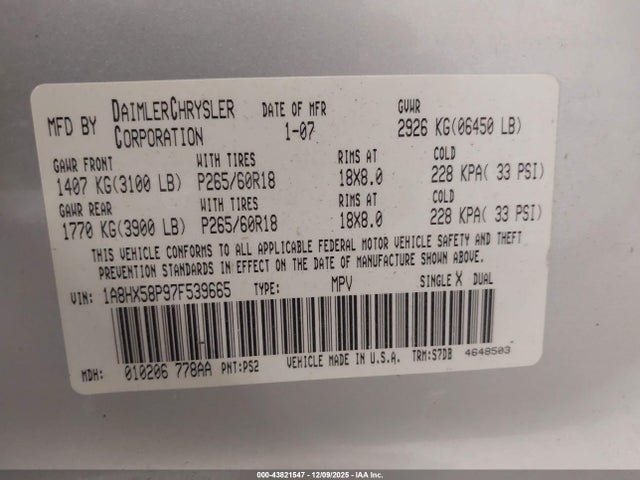 MFD BY DAIMLERCHRYSLER CORPORATION DATE OF MFR 1-07 GVWR 2926 KG(06450 LB)
GAWR FRONT WITH TIRES RIMS AT COLD
1407 KG(3100 LB) P265/60R18 18X8.0 228 KPA( 33 PSI)
GAWR REAR WITH TIRES RIMS AT COLD
1770 KG(3900 LB) P265/60R18 18X8.0 228 KPA( 33 PSI)
THIS VEHICLE CONFORMS TO ALL APPLICABLE FEDERAL MOTOR VEHICLE SAFETY AND THEFT
PREVENTION STANDARDS IN EFFECT ON THE DATE OF MANUFACTURE SHOWN ABOVE.
VIN: 1A8HX58P97F539665 TYPE: MPV SINGLE X DUAL
MDH: 010206 778AA PNT:PS2 VEHICLE MADE IN U.S.A. TRM:S7DB 4648503
000-43821547 - 12/09/2025 - IAA Inc.